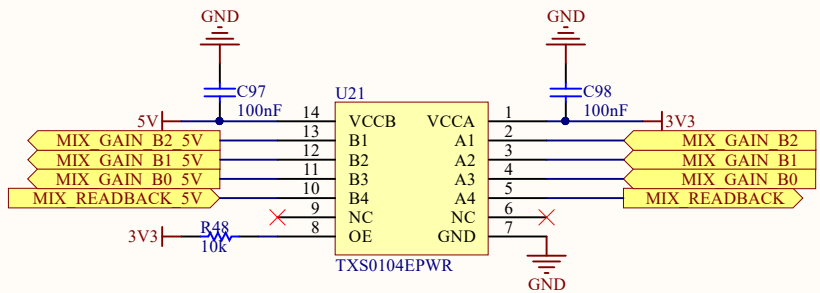 GND
GND
C97
100nF
U21
C98
100nF
5V
14
VCCB
VCCA
1
3V3
MIX_GAIN_B2_5V
13
B1
A1
2
MIX_GAIN_B2
MIX_GAIN_B1_5V
12
B2
A2
3
MIX_GAIN_B1
MIX_GAIN_B0_5V
11
B3
A3
4
MIX_GAIN_B0
MIX_READBACK_5V
10
B4
A4
5
MIX_READBACK
9
NC
NC
6
3V3
R48
10k
8
OE
GND
7
TXS0104EPWR
GND